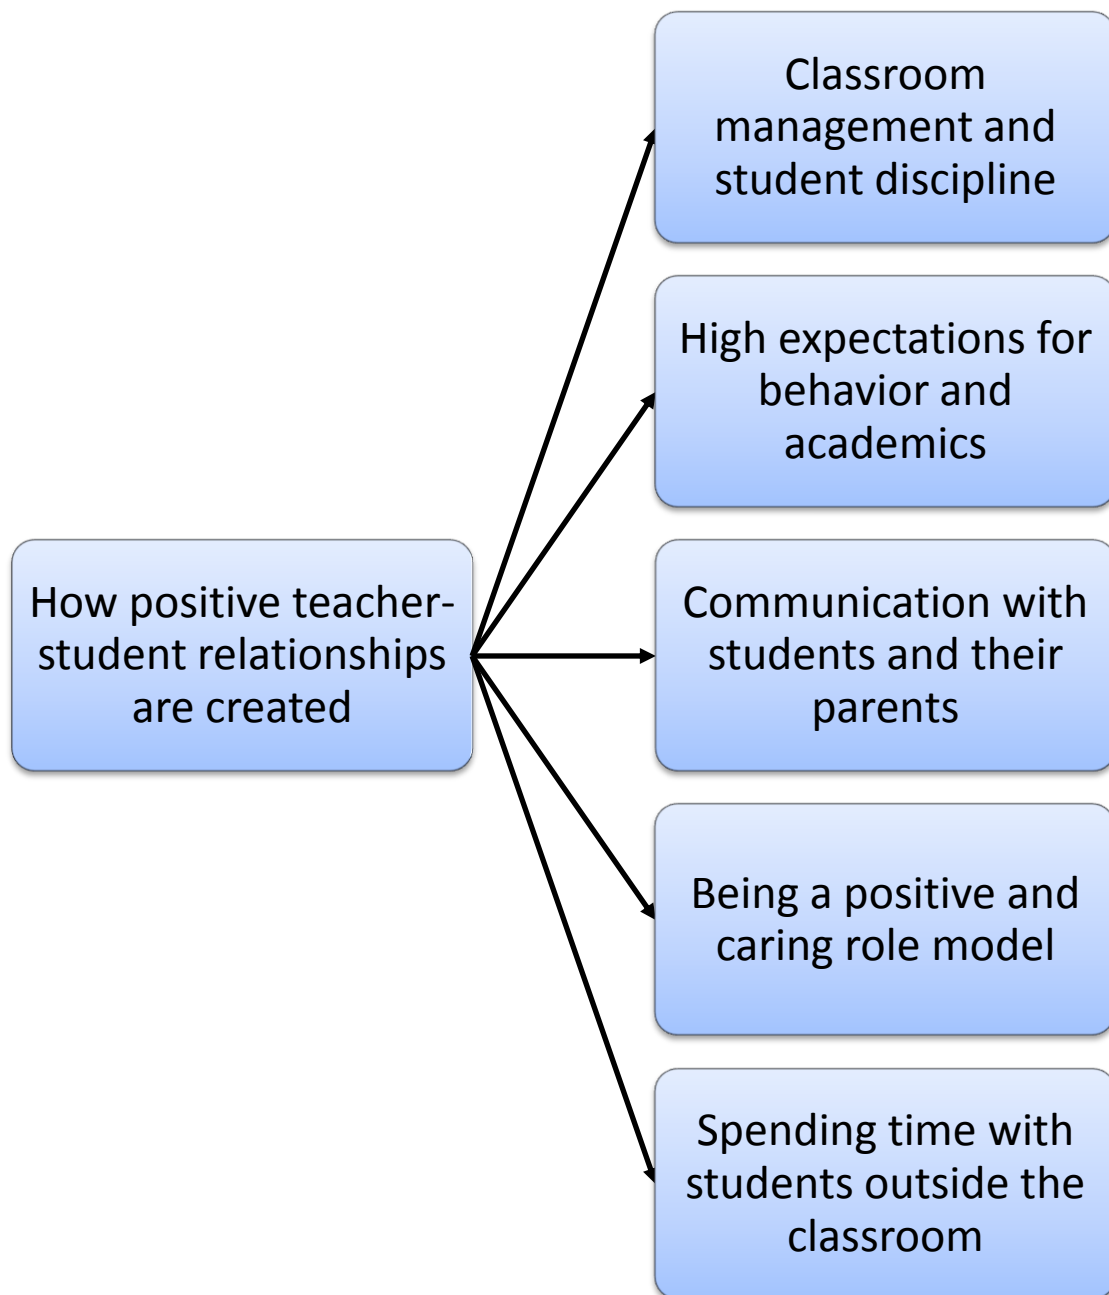 Classroom
management and
student discipline
High expectations for
behavior and
academics
How positive teacher-
student relationships
are created
Communication with
students and their
parents
Being a positive and
caring role model
Spending time with
students outside the
classroom